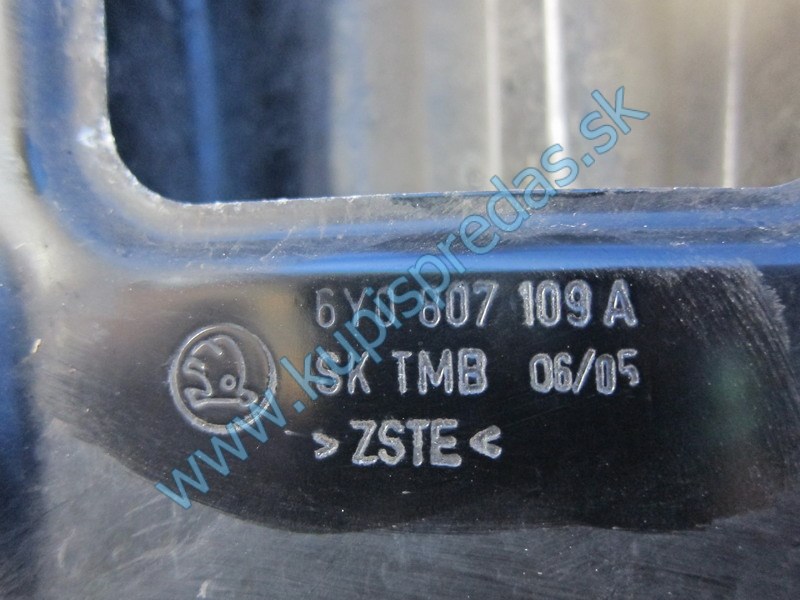 6Y0 807 109 A
SK TMB 06/05
>ZSTE<
www.kupispredas.sk